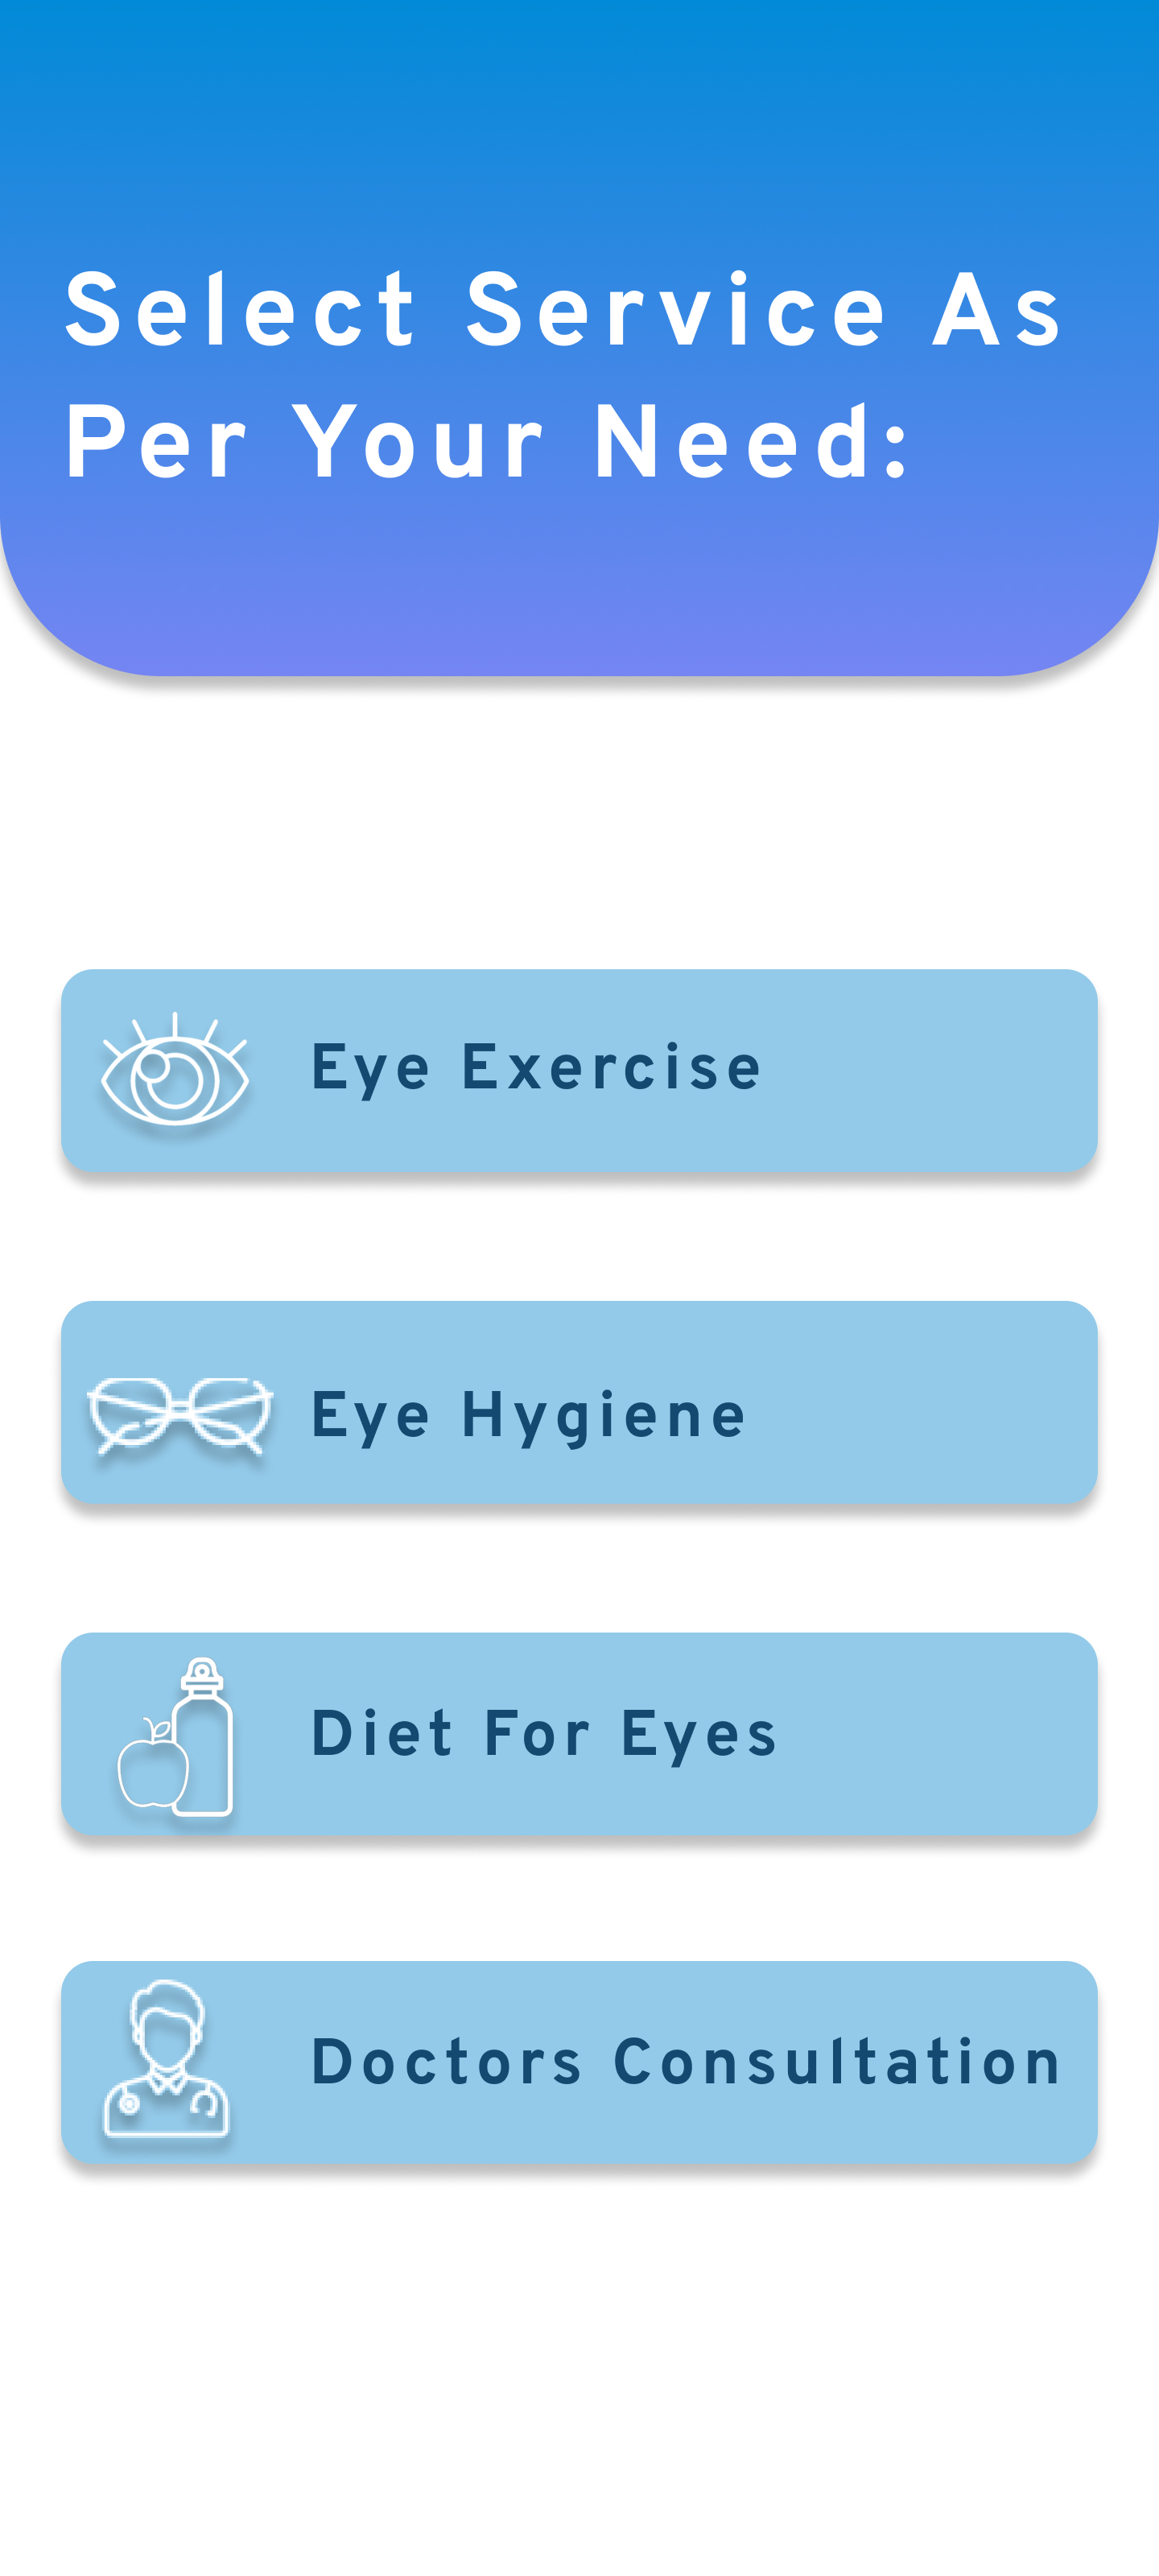 Select Service As
Per Your Need:
Eye Exercise
Eye Hygiene
Diet For Eyes
Doctors Consultation